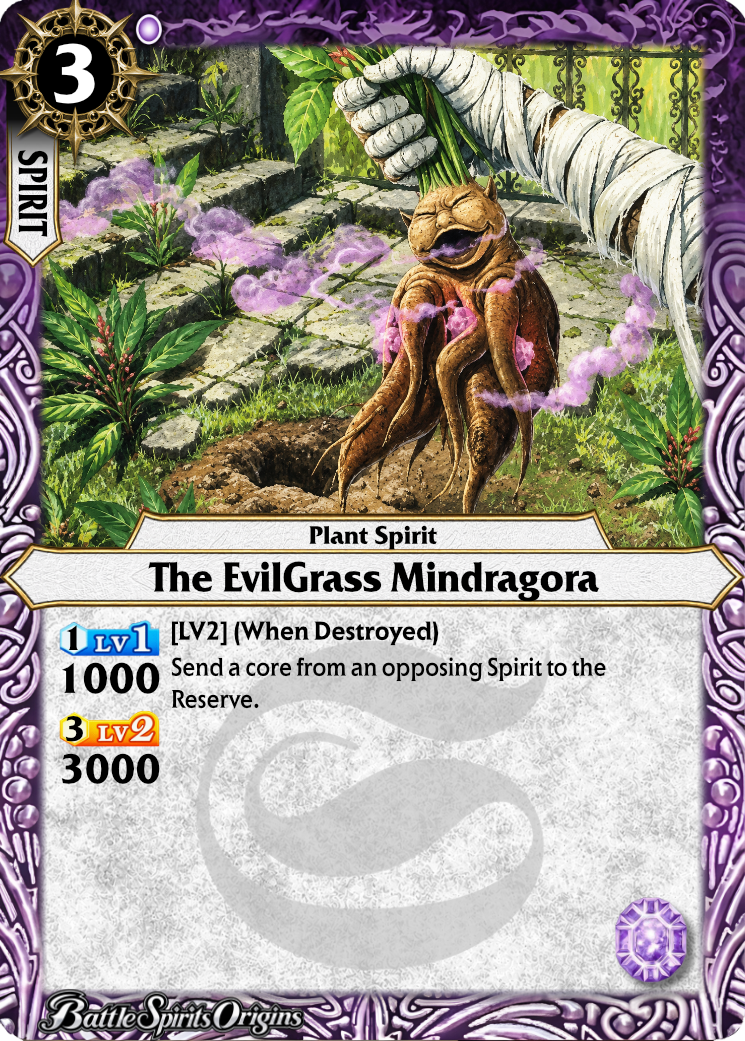 3
SPIRIT
Plant Spirit
The EvilGrass Mindragora
1 LV1
1000
[LV2] (When Destroyed)
Send a core from an opposing Spirit to the
Reserve.
3 LV2
3000
Battle Spirits Origins